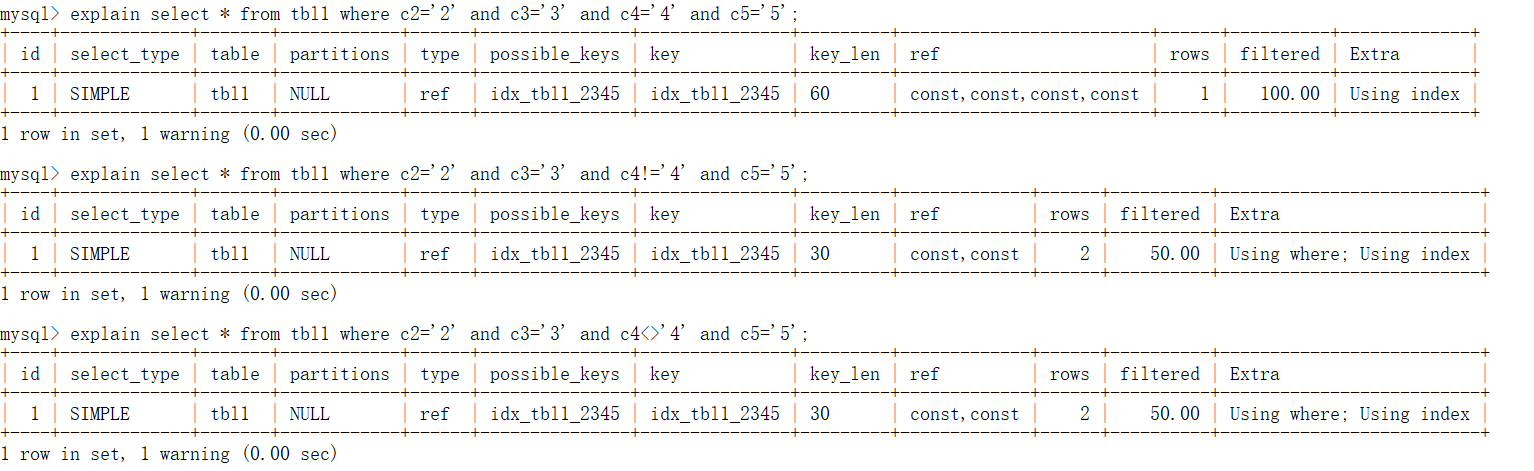 mysql> explain select * from tbl1 where c2='2' and c3='3' and c4='4' and c5='5';
+----+-------------+-------+------------+------+---------------+---------------+---------+-------------------------+------+----------+-------------+
| id | select_type | table | partitions | type | possible_keys | key           | key_len | ref                     | rows | filtered | Extra       |
+----+-------------+-------+------------+------+---------------+---------------+---------+-------------------------+------+----------+-------------+
|  1 | SIMPLE      | tbl1  | NULL       | ref  | idx_tbl1_2345 | idx_tbl1_2345 | 60      | const,const,const,const |    1 |   100.00 | Using index |
+----+-------------+-------+------------+------+---------------+---------------+---------+-------------------------+------+----------+-------------+
1 row in set, 1 warning (0.00 sec)
mysql> explain select * from tbl1 where c2='2' and c3='3' and c4!='4' and c5='5';
+----+-------------+-------+------------+------+---------------+---------------+---------+-------------+------+----------+--------------------------+
| id | select_type | table | partitions | type | possible_keys | key           | key_len | ref         | rows | filtered | Extra                    |
+----+-------------+-------+------------+------+---------------+---------------+---------+-------------+------+----------+--------------------------+
|  1 | SIMPLE      | tbl1  | NULL       | ref  | idx_tbl1_2345 | idx_tbl1_2345 | 30      | const,const |    2 |    50.00 | Using where; Using index |
+----+-------------+-------+------------+------+---------------+---------------+---------+-------------+------+----------+--------------------------+
1 row in set, 1 warning (0.00 sec)
mysql> explain select * from tbl1 where c2='2' and c3='3' and c4<>'4' and c5='5';
+----+-------------+-------+------------+------+---------------+---------------+---------+-------------+------+----------+--------------------------+
| id | select_type | table | partitions | type | possible_keys | key           | key_len | ref         | rows | filtered | Extra                    |
+----+-------------+-------+------------+------+---------------+---------------+---------+-------------+------+----------+--------------------------+
|  1 | SIMPLE      | tbl1  | NULL       | ref  | idx_tbl1_2345 | idx_tbl1_2345 | 30      | const,const |    2 |    50.00 | Using where; Using index |
+----+-------------+-------+------------+------+---------------+---------------+---------+-------------+------+----------+--------------------------+
1 row in set, 1 warning (0.00 sec)